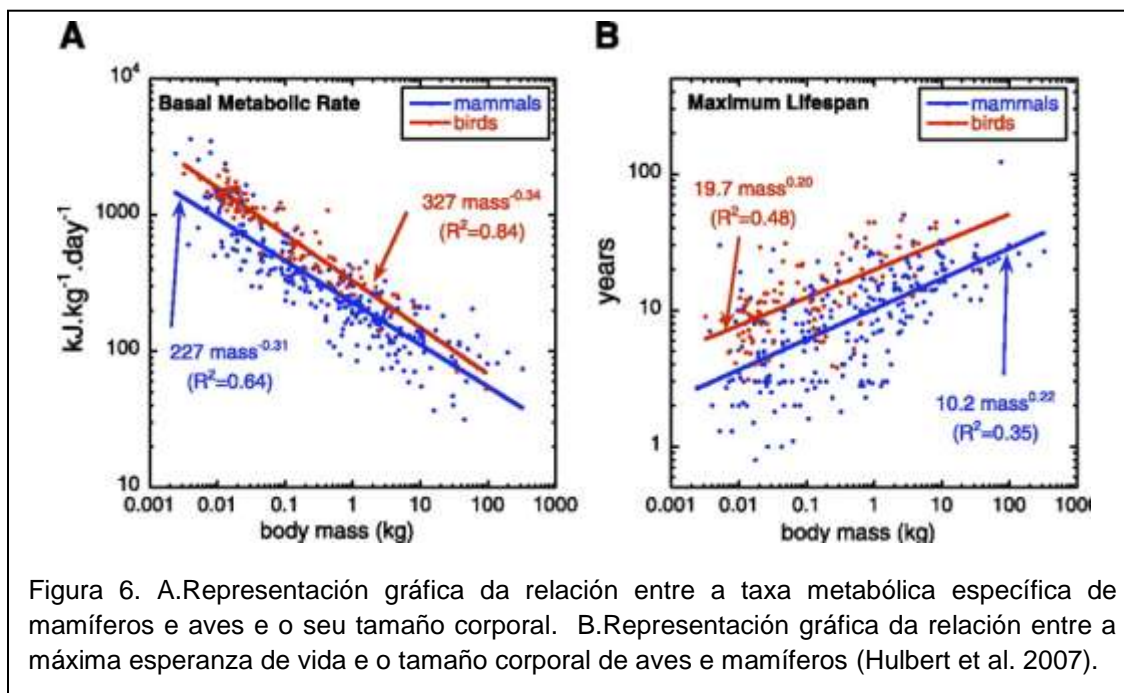 A
B
10⁴
Basal Metabolic Rate
mammals
birds
1000
kJ.kg⁻¹.day⁻¹
327 mass⁻⁰·³⁴
(R²=0.84)
100
227 mass⁻⁰·³¹
(R²=0.64)
10
0.001 0.01 0.1 1 10 100 1000
body mass (kg)
Maximum Lifespan
mammals
birds
100
19.7 mass⁰·²⁰
(R²=0.48)
years
10
10.2 mass⁰·²²
(R²=0.35)
1
0.001 0.01 0.1 1 10 100 1000
body mass (kg)
Figura 6. A.Representación gráfica da relación entre a taxa metabólica específica de
mamíferos e aves e o seu tamaño corporal. B.Representación gráfica da relación entre a
máxima esperanza de vida e o tamaño corporal de aves e mamíferos (Hulbert et al. 2007).